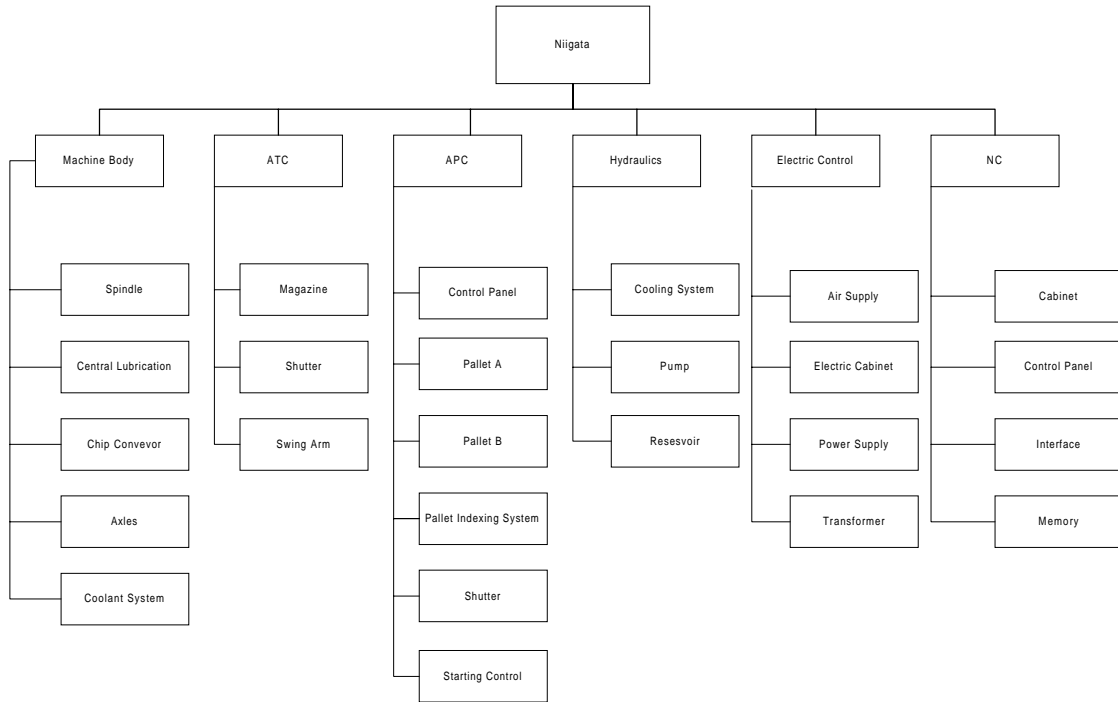 Niigata
Machine Body
ATC
APC
Hydraulics
Electric Control
NC
Spindle
Central Lubrication
Chip Convevor
Axles
Coolant System
Magazine
Shutter
Swing Arm
Control Panel
Pallet A
Pallet B
Pallet Indexing System
Shutter
Starting Control
Cooling System
Pump
Resesvoir
Air Supply
Electric Cabinet
Power Supply
Transformer
Cabinet
Control Panel
Interface
Memory